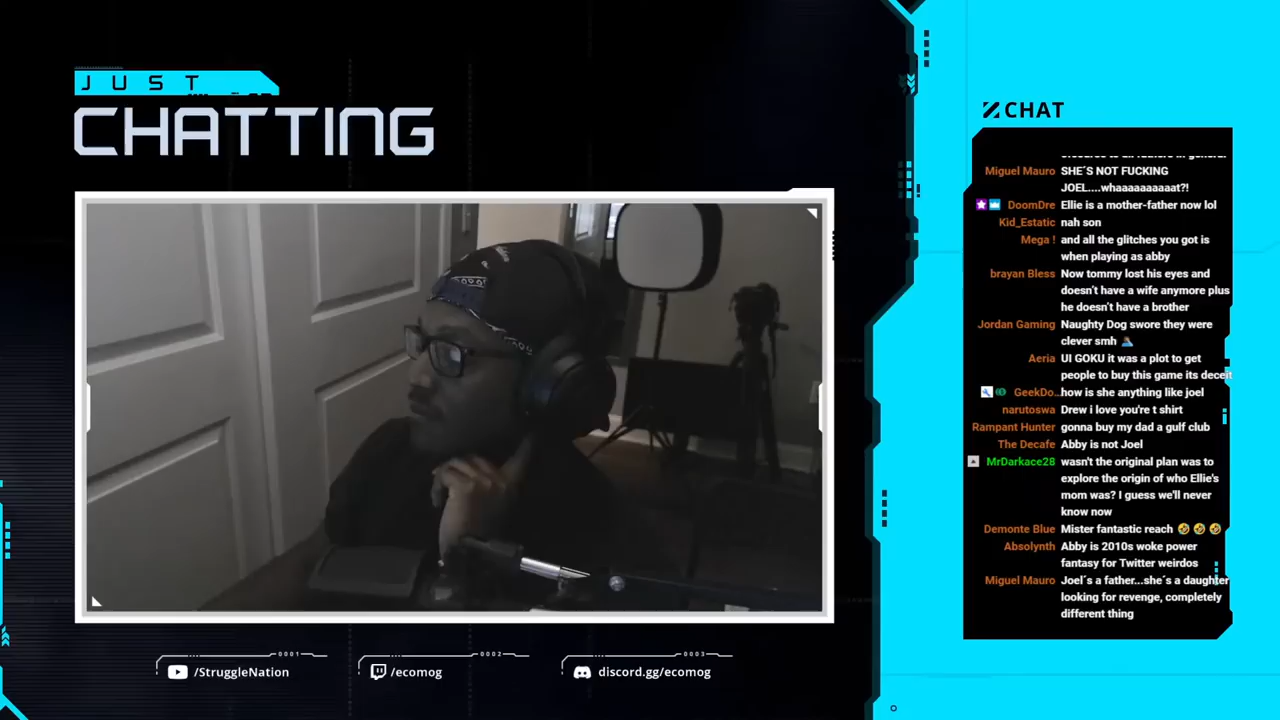 JUST
CHATTING
CHAT
Miguel Mauro SHE´S NOT FUCKING
JOEL....whaaaaaaaaat?!
DoomDre Ellie is a mother-father now lol
Kid_Estatic nah son
Mega ! and all the glitches you got is
when playing as abby
brayan Bless Now tommy lost his eyes and
doesn't have a wife anymore plus
he doesn't have a brother
Jordan Gaming Naughty Dog swore they were
clever smh 🤦🏾‍♂️
Aeria UI GOKU it was a plot to get
people to buy this game its deceit
GeekDo... how is she anything like joel
narutoswa Drew i love you're t shirt
Rampant Hunter gonna buy my dad a gulf club
The Decafe Abby is not Joel
MrDarkace28 wasn't the original plan was to
explore the origin of who Ellie's
mom was? I guess we'll never
know now
Demonte Blue Mister fantastic reach 🤣 🤣 🤣
Absolynth Abby is 2010s woke power
fantasy for Twitter weirdos
Miguel Mauro Joel´s a father...she´s a daughter
looking for revenge, completely
different thing
0001
/StruggleNation
0002
/ecomog
0003
discord.gg/ecomog